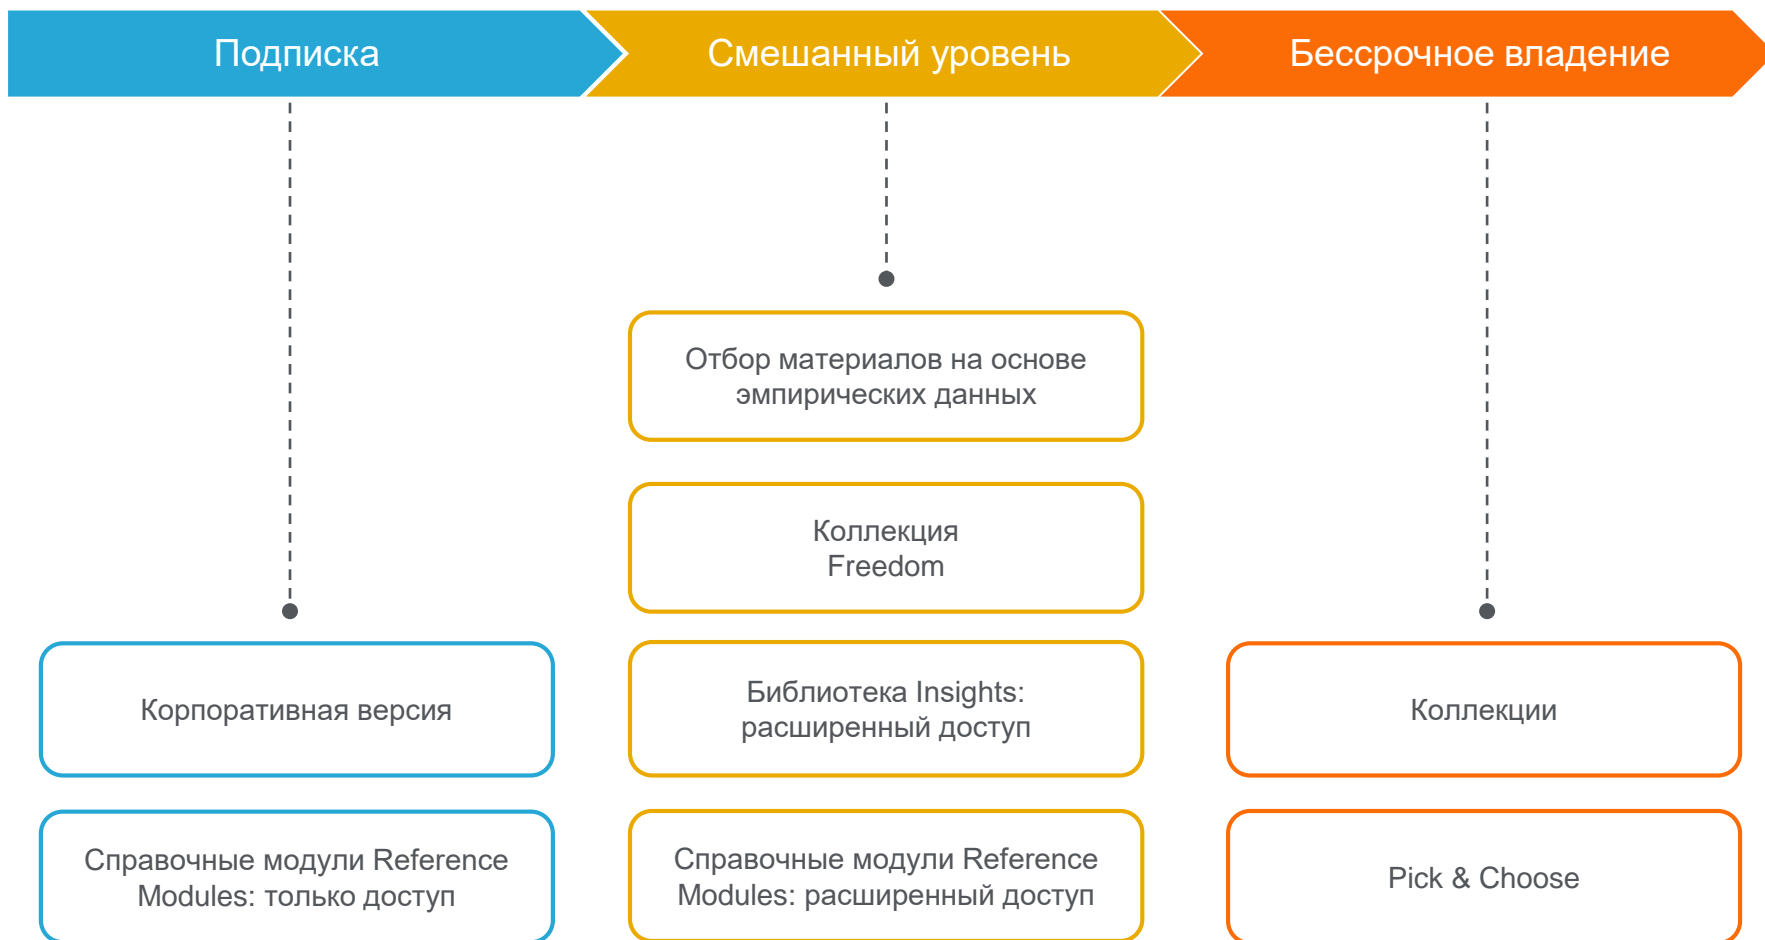 Подписка
Смешанный уровень
Бессрочное владение
Отбор материалов на основе
эмпирических данных
Коллекция
Freedom
Библиотека Insights:
расширенный доступ
Корпоративная версия
Коллекции
Справочные модули Reference
Modules: только доступ
Справочные модули Reference
Modules: расширенный доступ
Pick & Choose